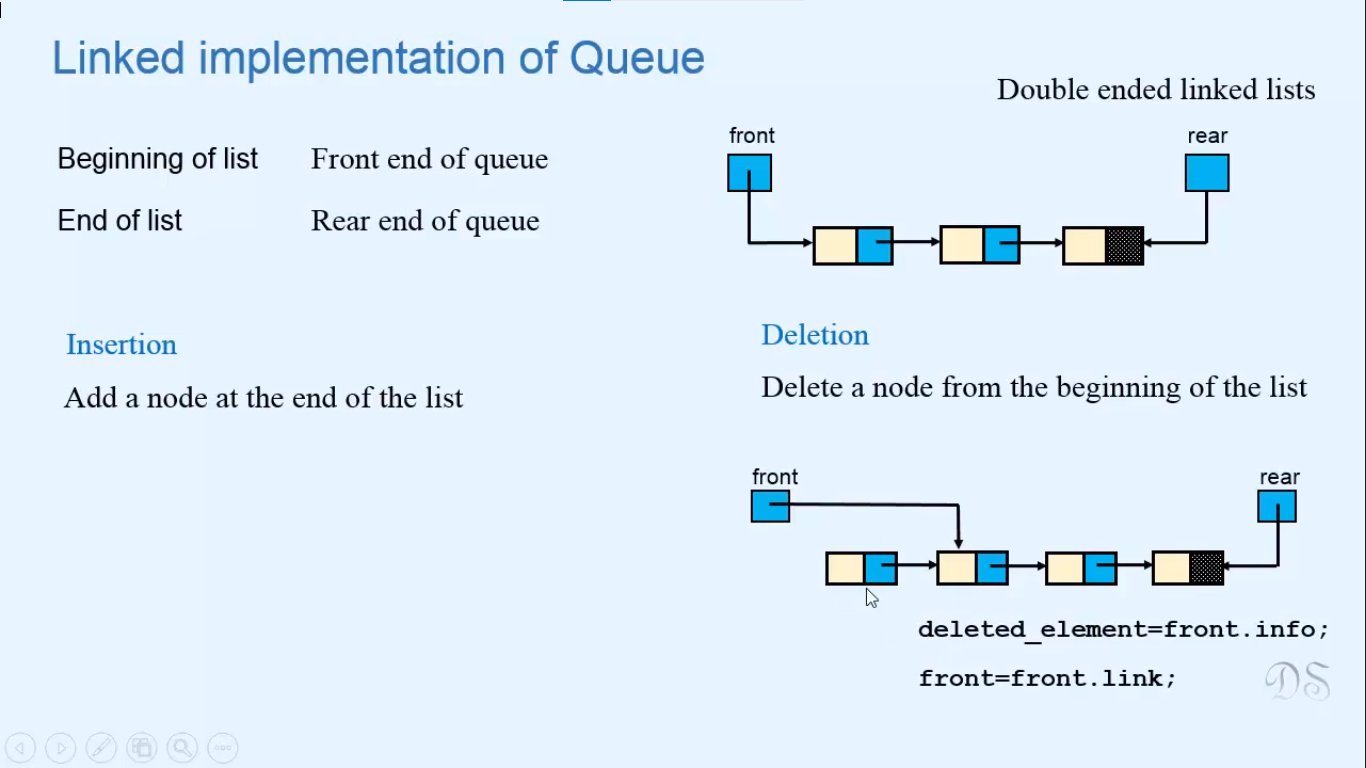 Linked implementation of Queue
Double ended linked lists
front
rear
Beginning of list Front end of queue
End of list Rear end of queue
Insertion
Add a node at the end of the list
Deletion
Delete a node from the beginning of the list
front
rear
deleted_element=front.info;
front=front.link;
DS